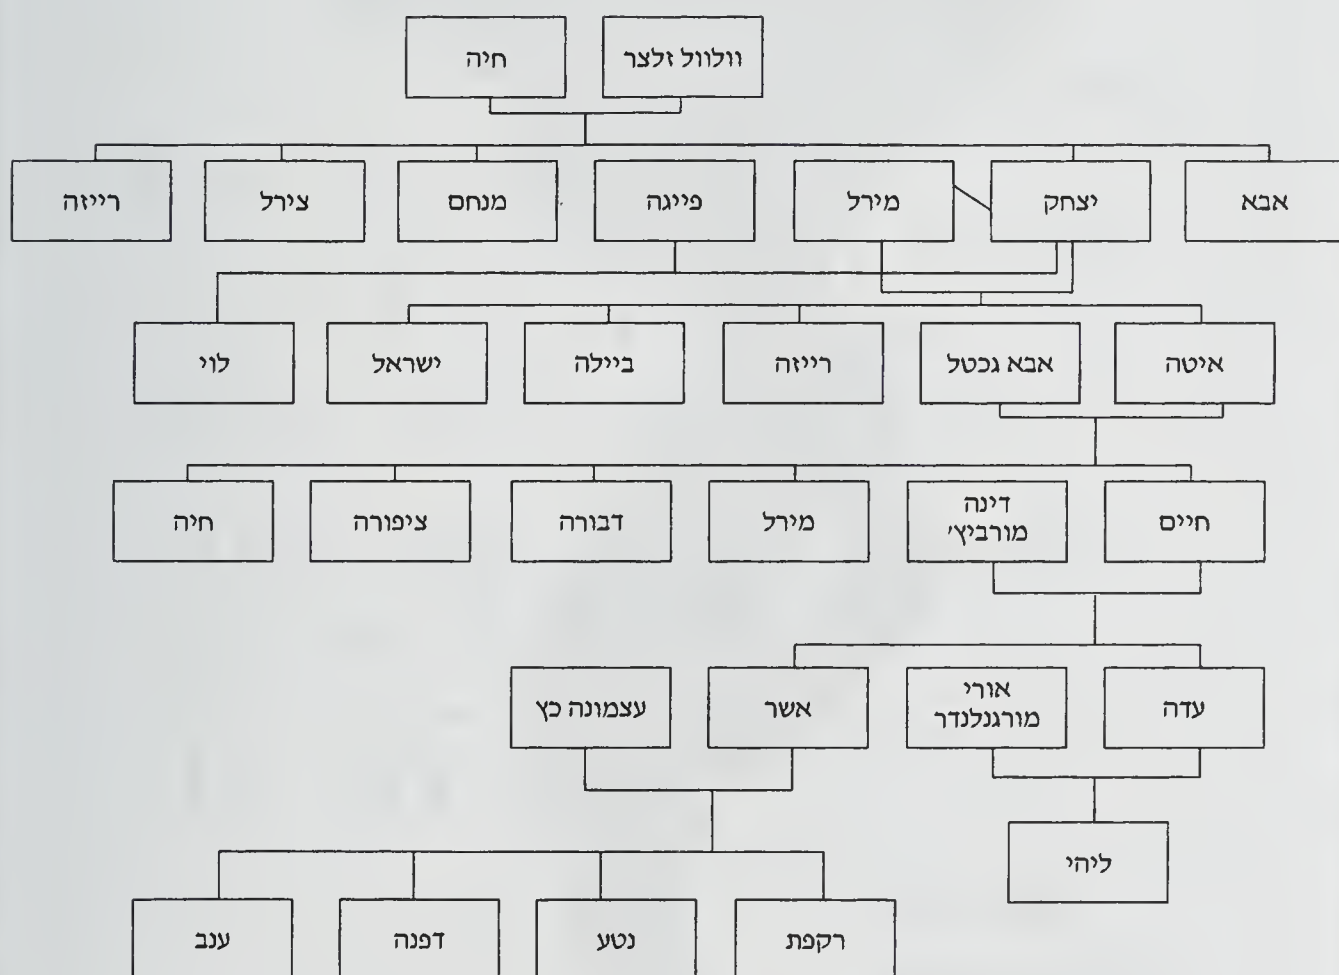 וולוול זלצר
חיה
אבא
יצחק
מירל
פייגה
מנחם
צירל
רייזה
איטה
אבא גכטל
רייזה
ביילה
ישראל
לוי
חיים
דינה
מורביץ׳
מירל
דבורה
ציפורה
חיה
עדה
אורי
מורגנלנדר
אשר
עצמונה כץ
ליהי
רקפת
נטע
דפנה
ענב